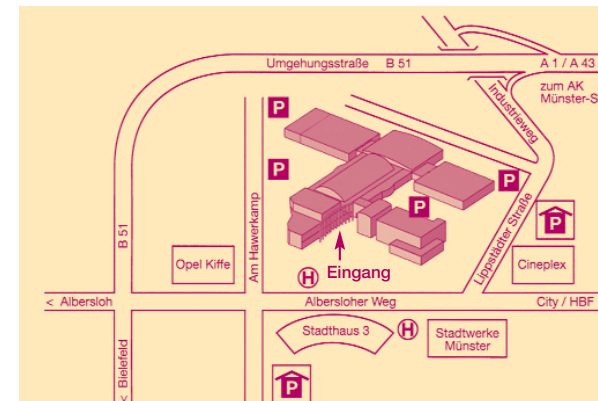 Umgehungsstraße B 51
A 1 / A 43
zum AK
Münster-S
Industrieweg
P
P
P
P
P
Lippstädter Straße
Am Hawerkamp
B 51
Opel Kiffe
H
Eingang
Cineplex
< Albersloh
Albersloher Weg
City / HBF
Stadthaus 3
H
Stadtwerke
Münster
< Bielefeld
P